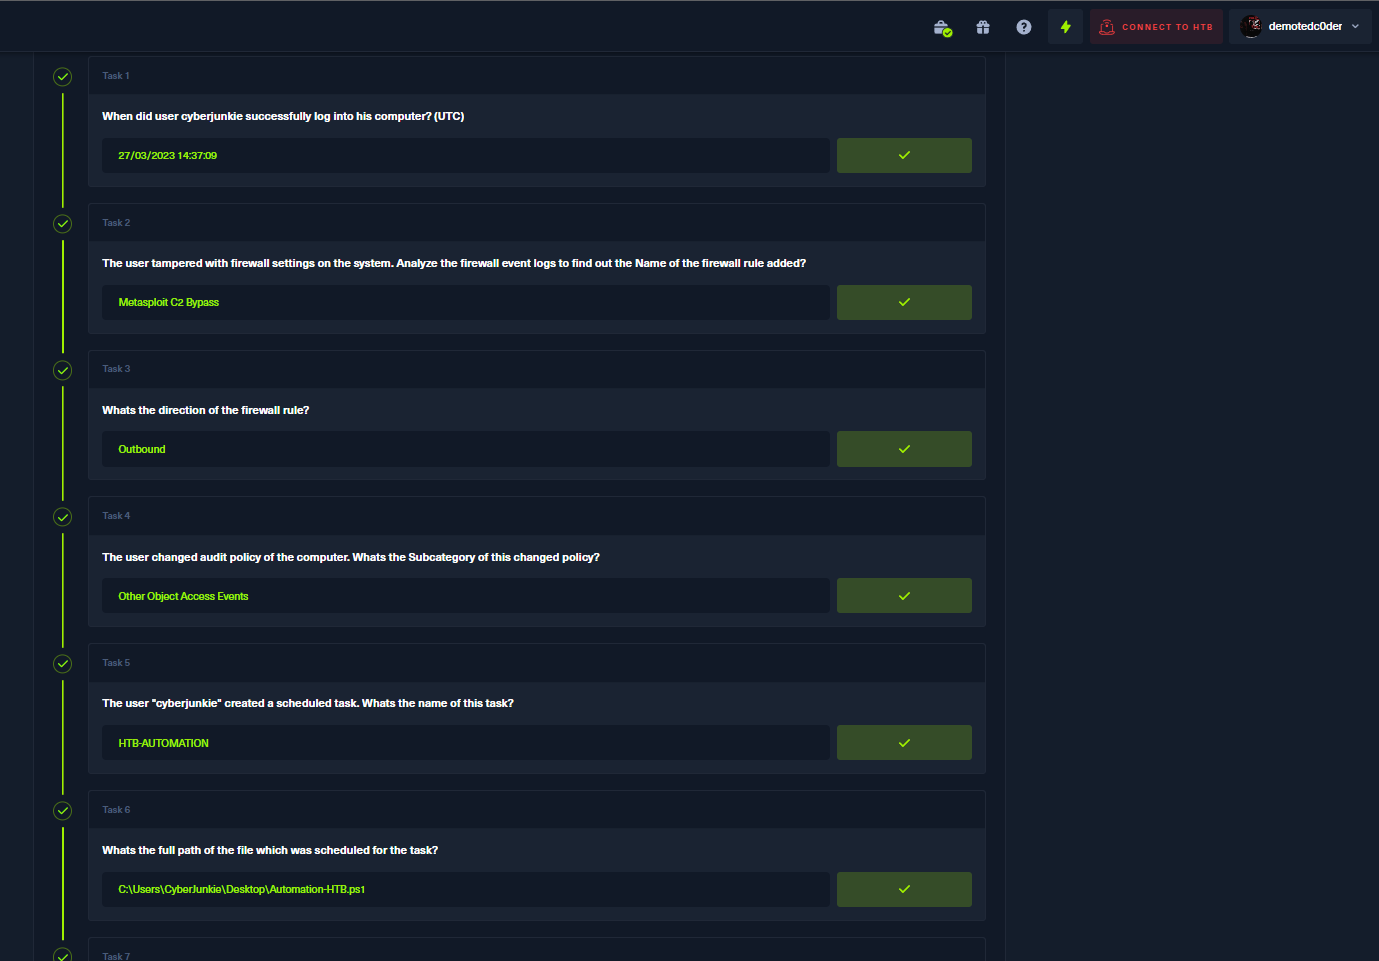 CONNECT TO HTB
demotedc0der
Task 1
When did user cyberjunkie successfully log into his computer? (UTC)
27/03/2023 14:37:09
Task 2
The user tampered with firewall settings on the system. Analyze the firewall event logs to find out the Name of the firewall rule added?
Metasploit C2 Bypass
Task 3
Whats the direction of the firewall rule?
Outbound
Task 4
The user changed audit policy of the computer. Whats the Subcategory of this changed policy?
Other Object Access Events
Task 5
The user "cyberjunkie" created a scheduled task. Whats the name of this task?
HTB-AUTOMATION
Task 6
Whats the full path of the file which was scheduled for the task?
C:\Users\CyberJunkie\Desktop\Automation-HTB.ps1
Task 7